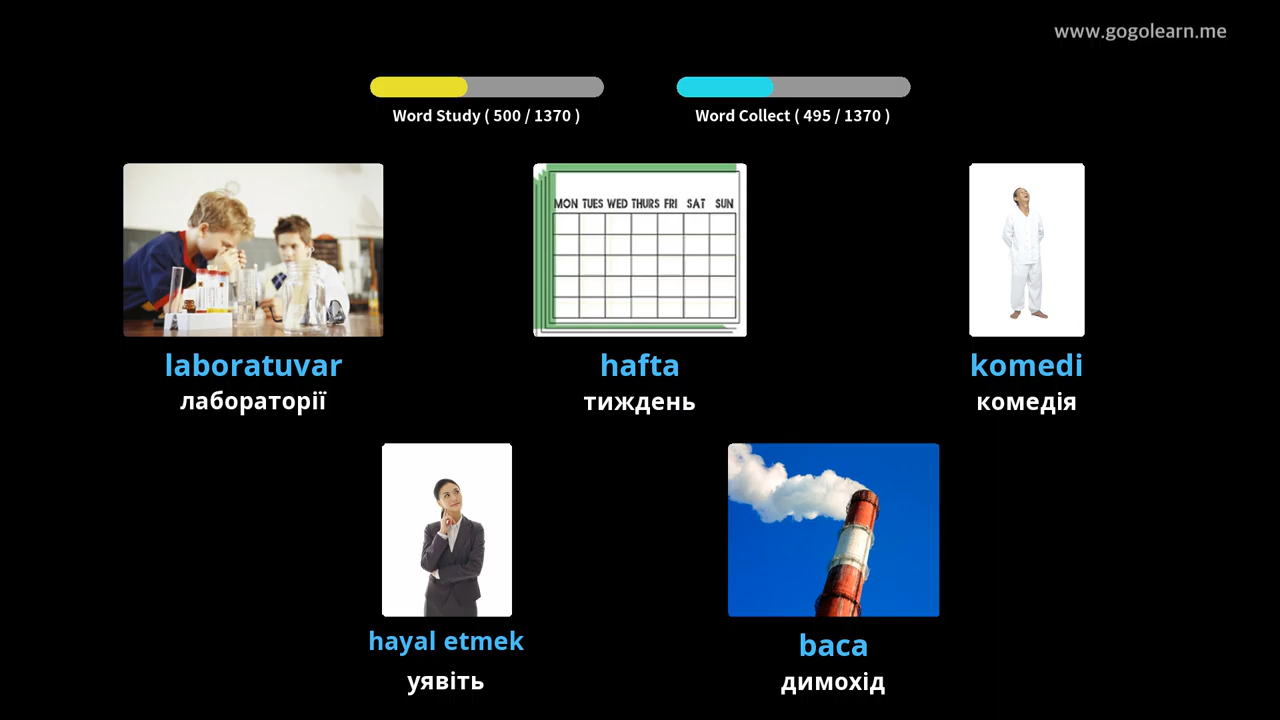 www.gogolearn.me
Word Study ( 500 / 1370 )
Word Collect ( 495 / 1370 )
MON TUES WED THURS FRI SAT SUN
laboratuvar
лабораторії
hafta
тиждень
komedi
комедія
hayal etmek
уявіть
baca
димохід